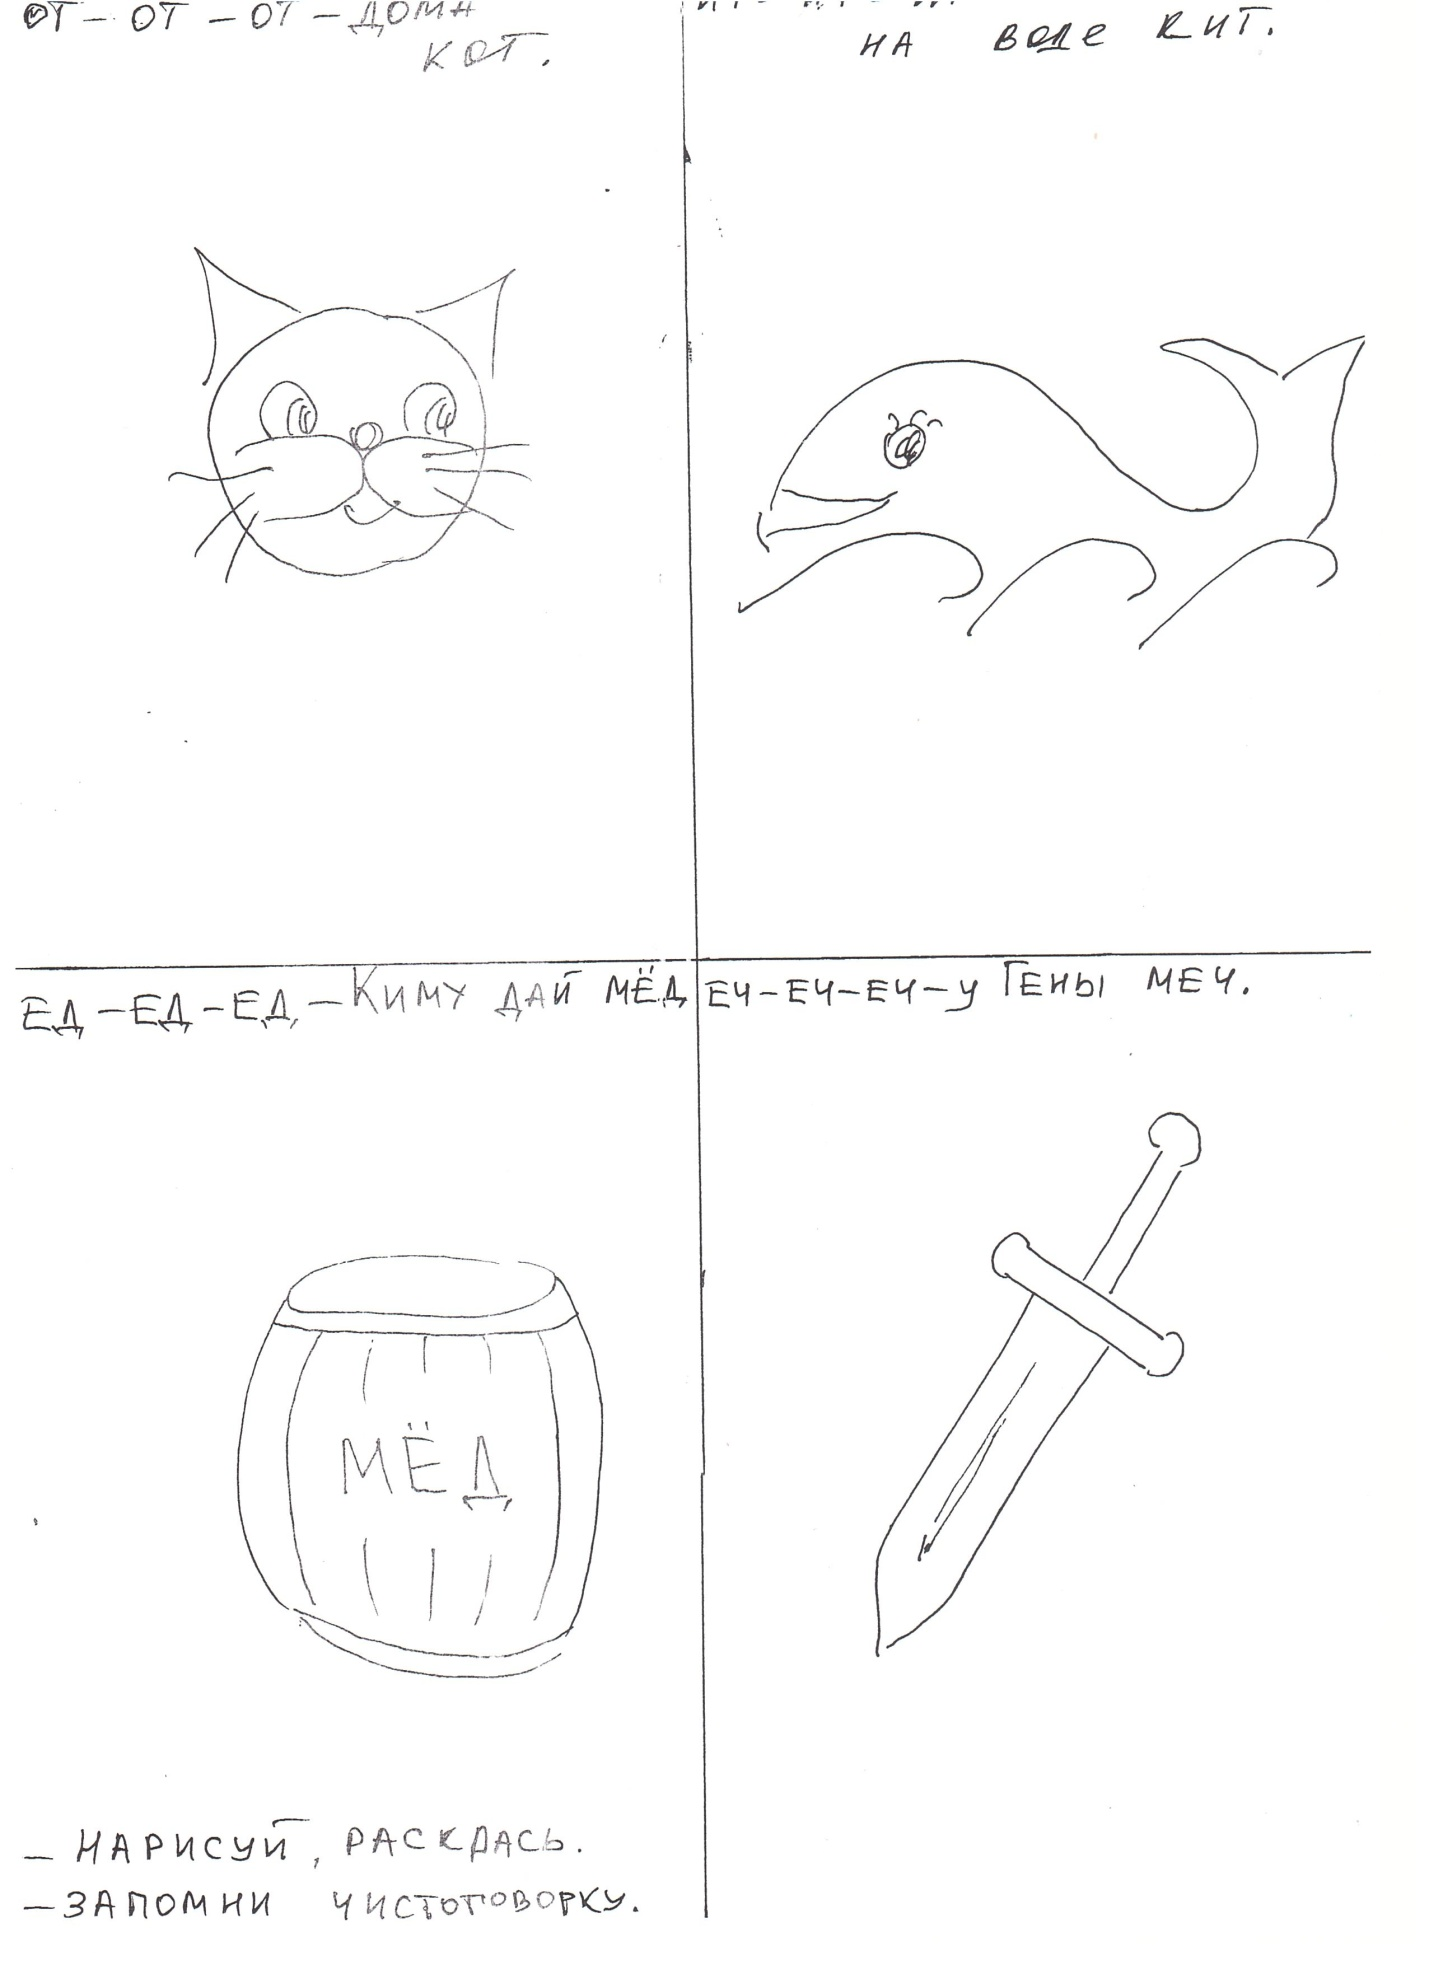 ОТ – ОТ – ОТ – ДОМА
КОТ.
НА ВОДЕ КИТ.
ЕД – ЕД – ЕД – КИМУ ДАЙ МЁД
ЕЧ – ЕЧ – ЕЧ – У ГЕНЫ МЕЧ.
МЁД
– НАРИСУЙ, РАСКРАСЬ.
– ЗАПОМНИ ЧИСТОГОВОРКУ.